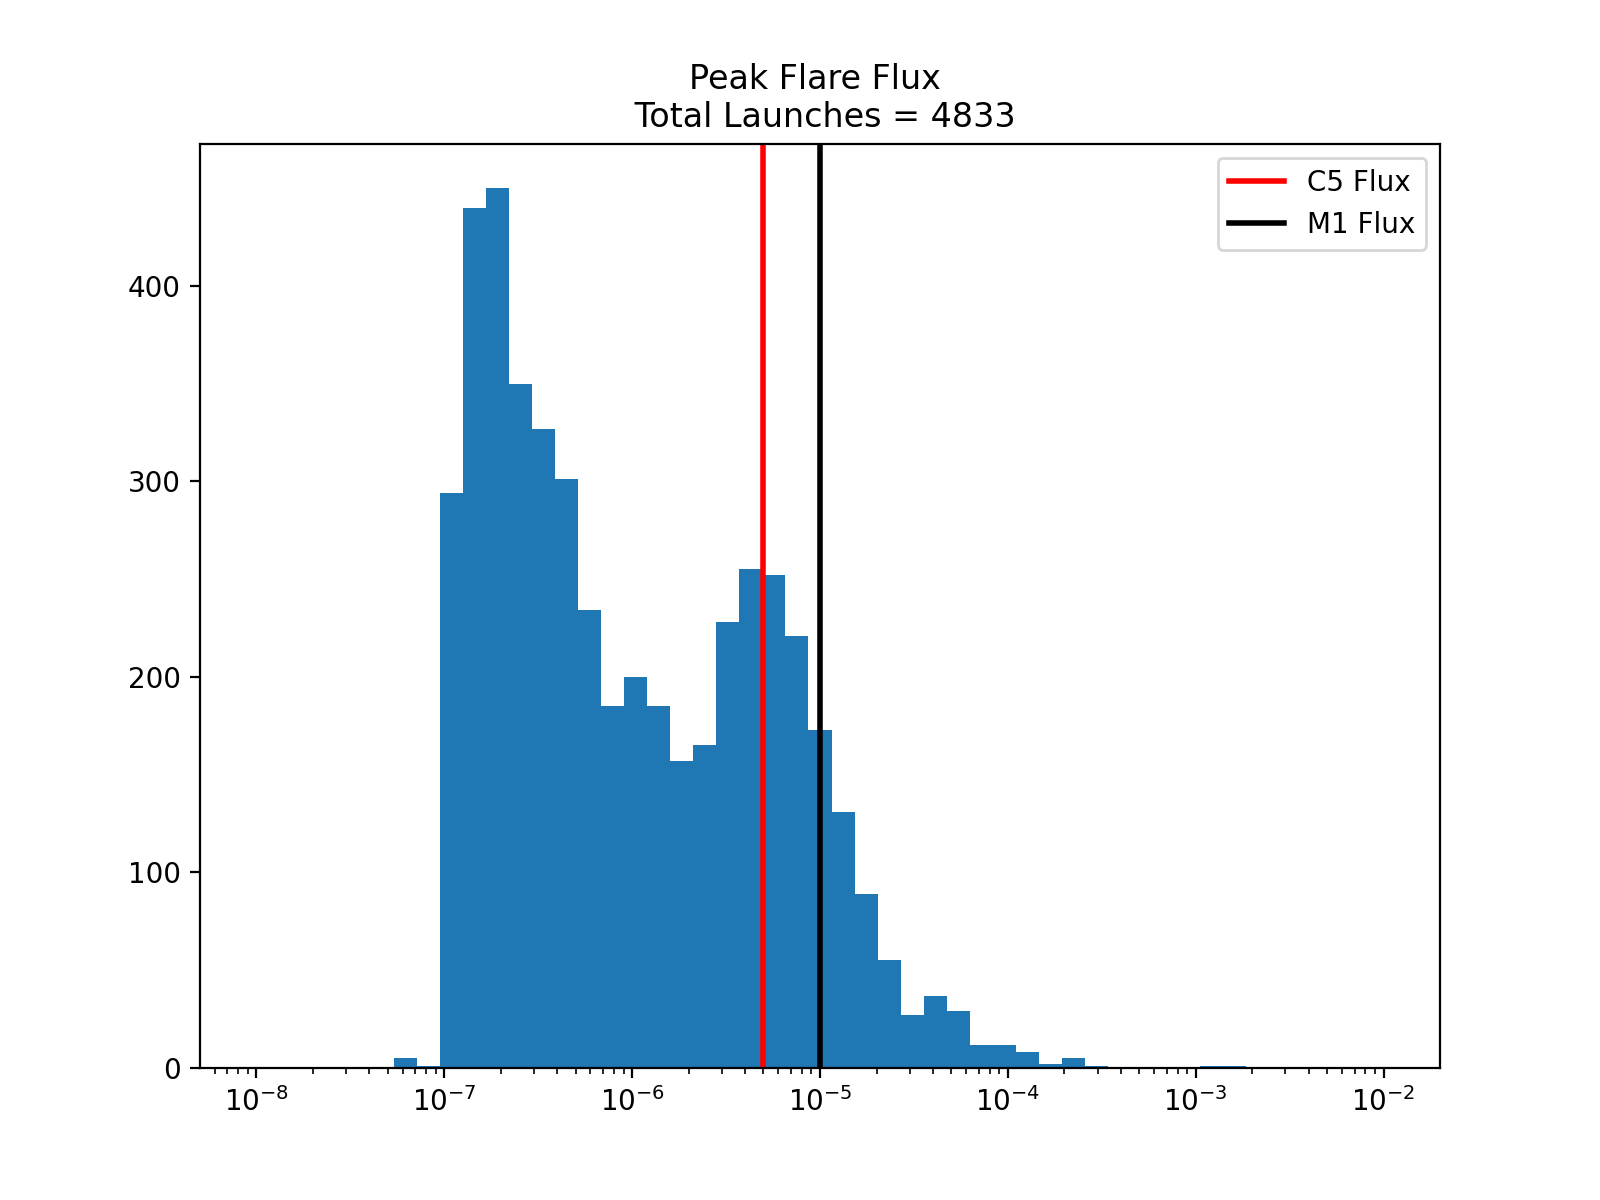 Peak Flare Flux
Total Launches = 4833
C5 Flux
M1 Flux
400
300
200
100
0
10⁻⁸ 10⁻⁷ 10⁻⁶ 10⁻⁵ 10⁻⁴ 10⁻³ 10⁻²